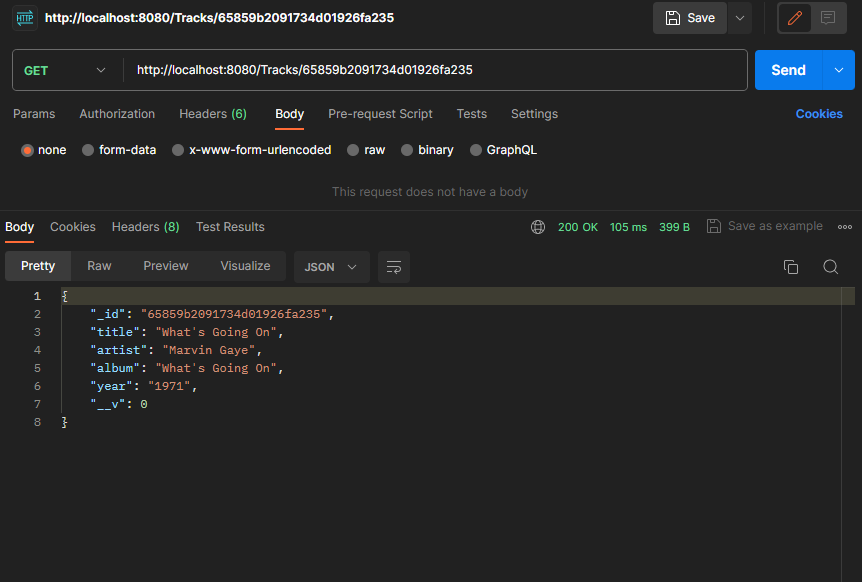 HTTP http://localhost:8080/Tracks/65859b2091734d01926fa235 Save
GET http://localhost:8080/Tracks/65859b2091734d01926fa235 Send
Params Authorization Headers (6) Body Pre-request Script Tests Settings Cookies
none form-data x-www-form-urlencoded raw binary GraphQL
This request does not have a body
Body Cookies Headers (8) Test Results 200 OK 105 ms 399 B Save as example
Pretty Raw Preview Visualize JSON
1 {
2 "_id": "65859b2091734d01926fa235",
3 "title": "What's Going On",
4 "artist": "Marvin Gaye",
5 "album": "What's Going On",
6 "year": "1971",
7 "__v": 0
8 }